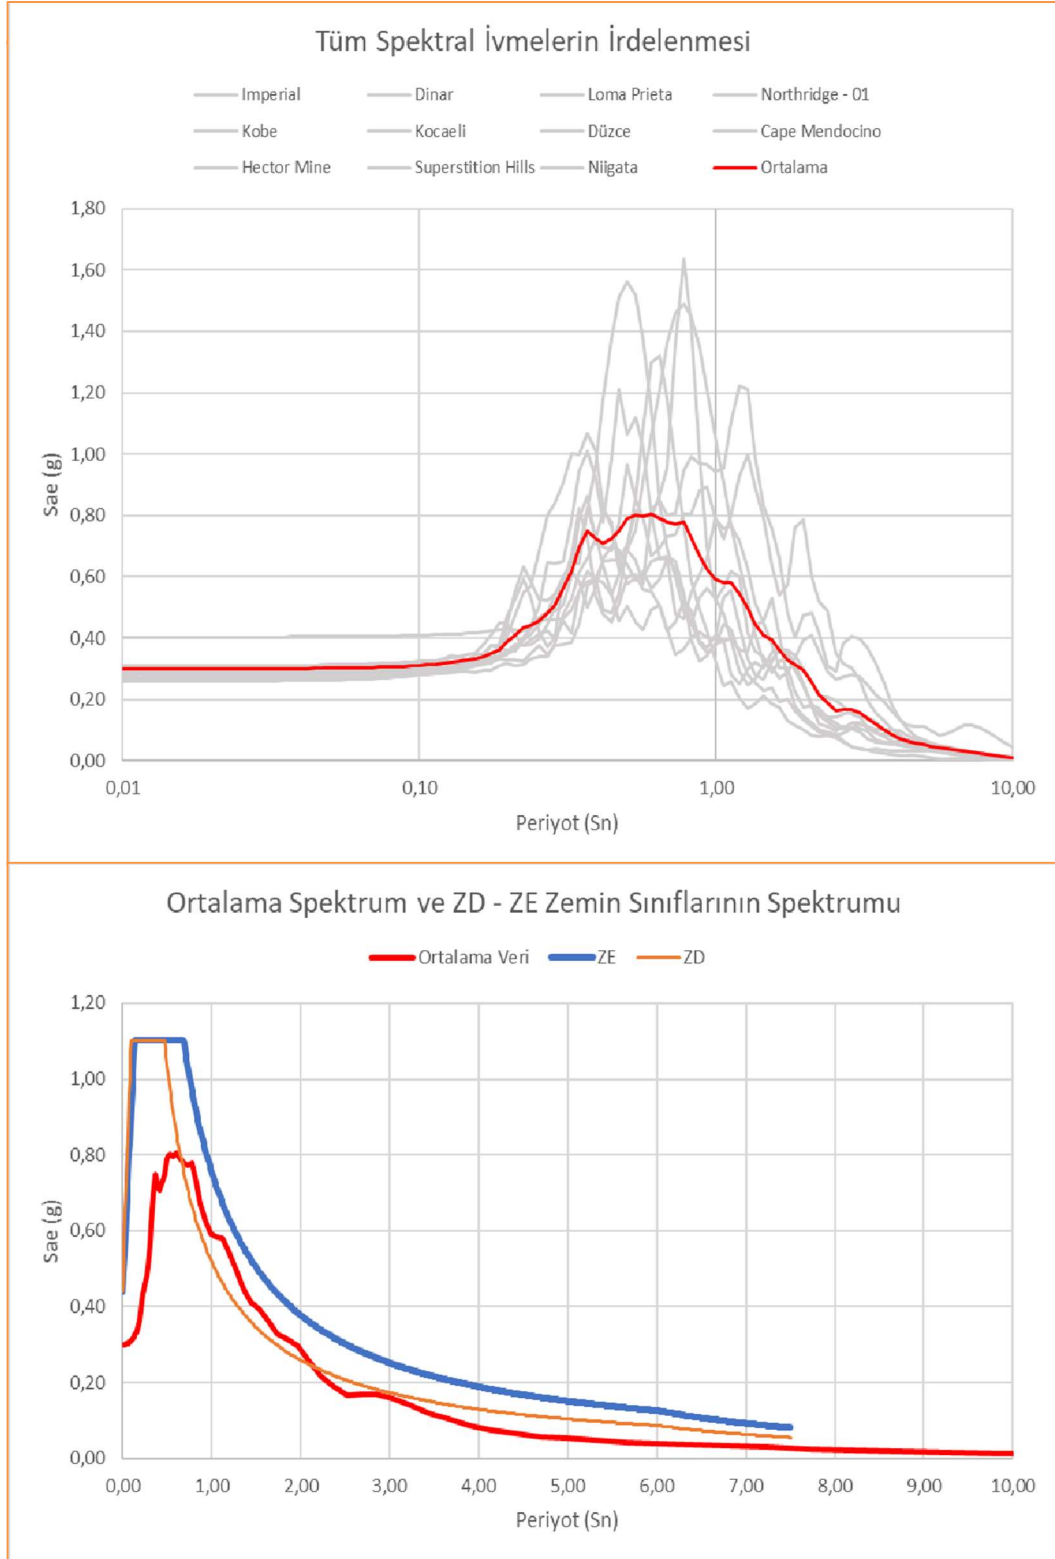 Tüm Spektral İvmelerin İrdelenmesi
Imperial Dinar Loma Prieta Northridge - 01
Kobe Kocaeli Düzce Cape Mendocino
Hector Mine Superstition Hills Niigata Ortalama
1,80
1,60
1,40
1,20
1,00
0,80
0,60
0,40
0,20
0,00
Sae (g)
0,01 0,10 1,00 10,00
Periyot (Sn)
Ortalama Spektrum ve ZD - ZE Zemin Sınıflarının Spektrumu
Ortalama Veri ZE ZD
1,20
1,00
0,80
0,60
0,40
0,20
0,00
Sae (g)
0,00 1,00 2,00 3,00 4,00 5,00 6,00 7,00 8,00 9,00 10,00
Periyot (Sn)